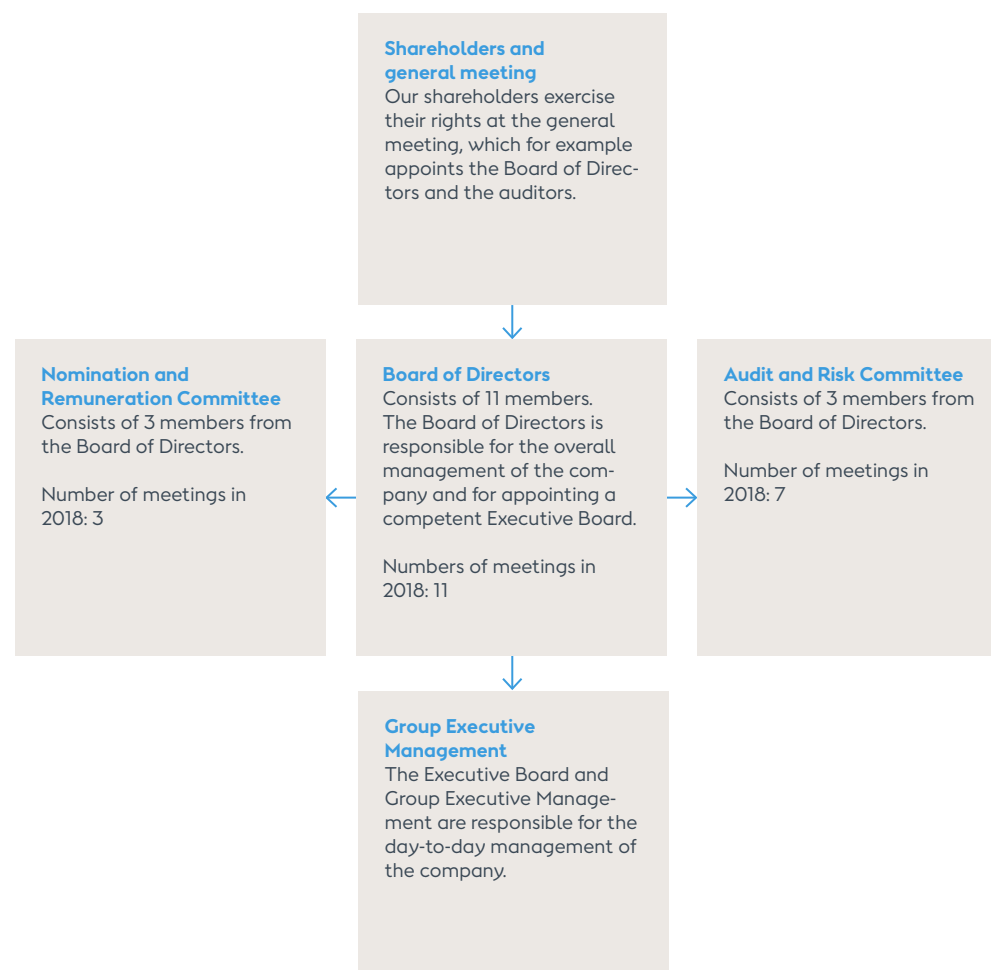 Shareholders and
general meeting
Our shareholders exercise
their rights at the general
meeting, which for example
appoints the Board of Direc-
tors and the auditors.
Nomination and
Remuneration Committee
Consists of 3 members from
the Board of Directors.
Number of meetings in
2018: 3
Board of Directors
Consists of 11 members.
The Board of Directors is
responsible for the overall
management of the com-
pany and for appointing a
competent Executive Board.
Numbers of meetings in
2018: 11
Audit and Risk Committee
Consists of 3 members from
the Board of Directors.
Number of meetings in
2018: 7
Group Executive
Management
The Executive Board and
Group Executive Manage-
ment are responsible for the
day-to-day management of
the company.